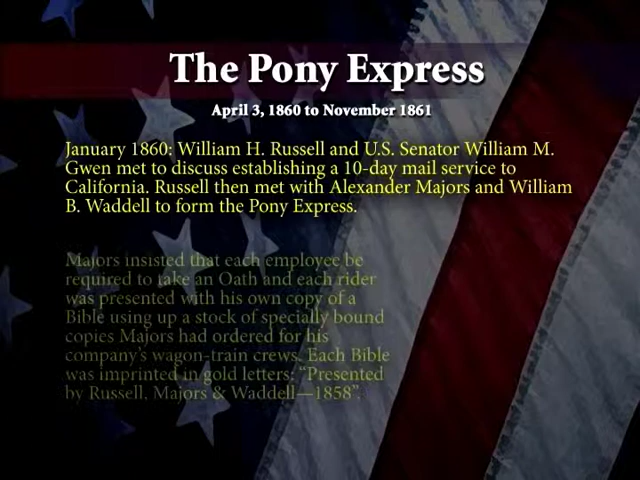 The Pony Express
April 3, 1860 to November 1861
January 1860: William H. Russell and U.S. Senator William M.
Gwen met to discuss establishing a 10-day mail service to
California. Russell then met with Alexander Majors and William
B. Waddell to form the Pony Express.
Majors insisted that each employee be
required to take an Oath and each rider
was presented with his own copy of a
Bible using up a stock of specially bound
copies Majors had ordered for his
company's wagon-train crews. Each Bible
was imprinted in gold letters: “Presented
by Russell, Majors & Waddell—1858”.